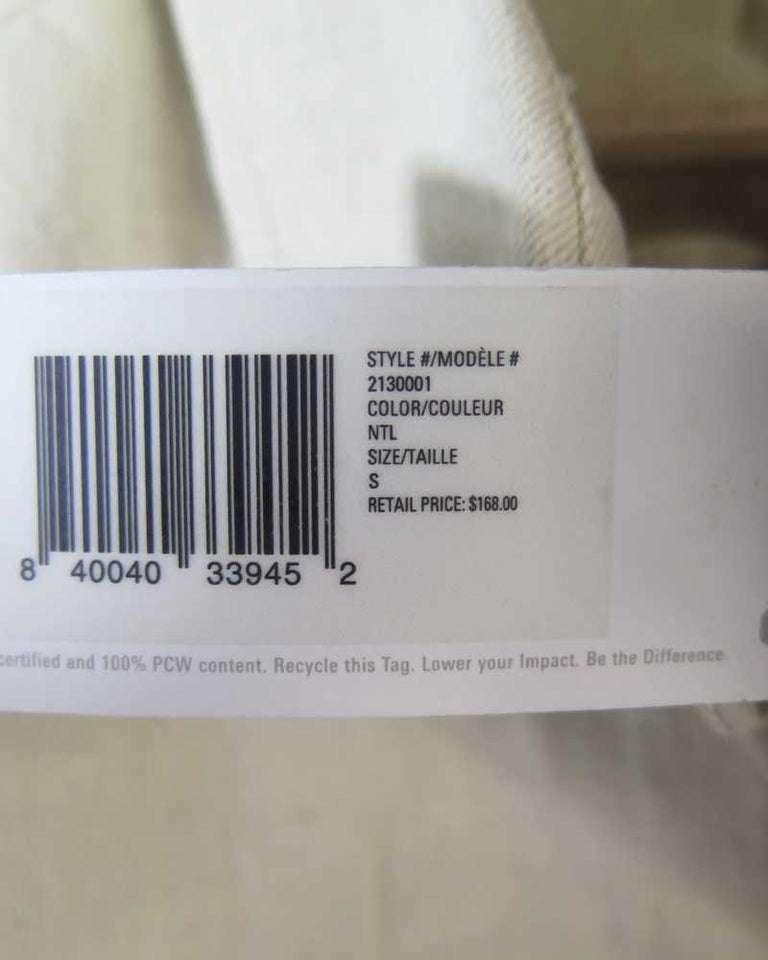 STYLE #/MODÈLE #
2130001
COLOR/COULEUR
NTL
SIZE/TAILLE
S
RETAIL PRICE: $168.00
8 40040 33945 2
certified and 100% PCW content. Recycle this Tag. Lower your Impact. Be the Difference.